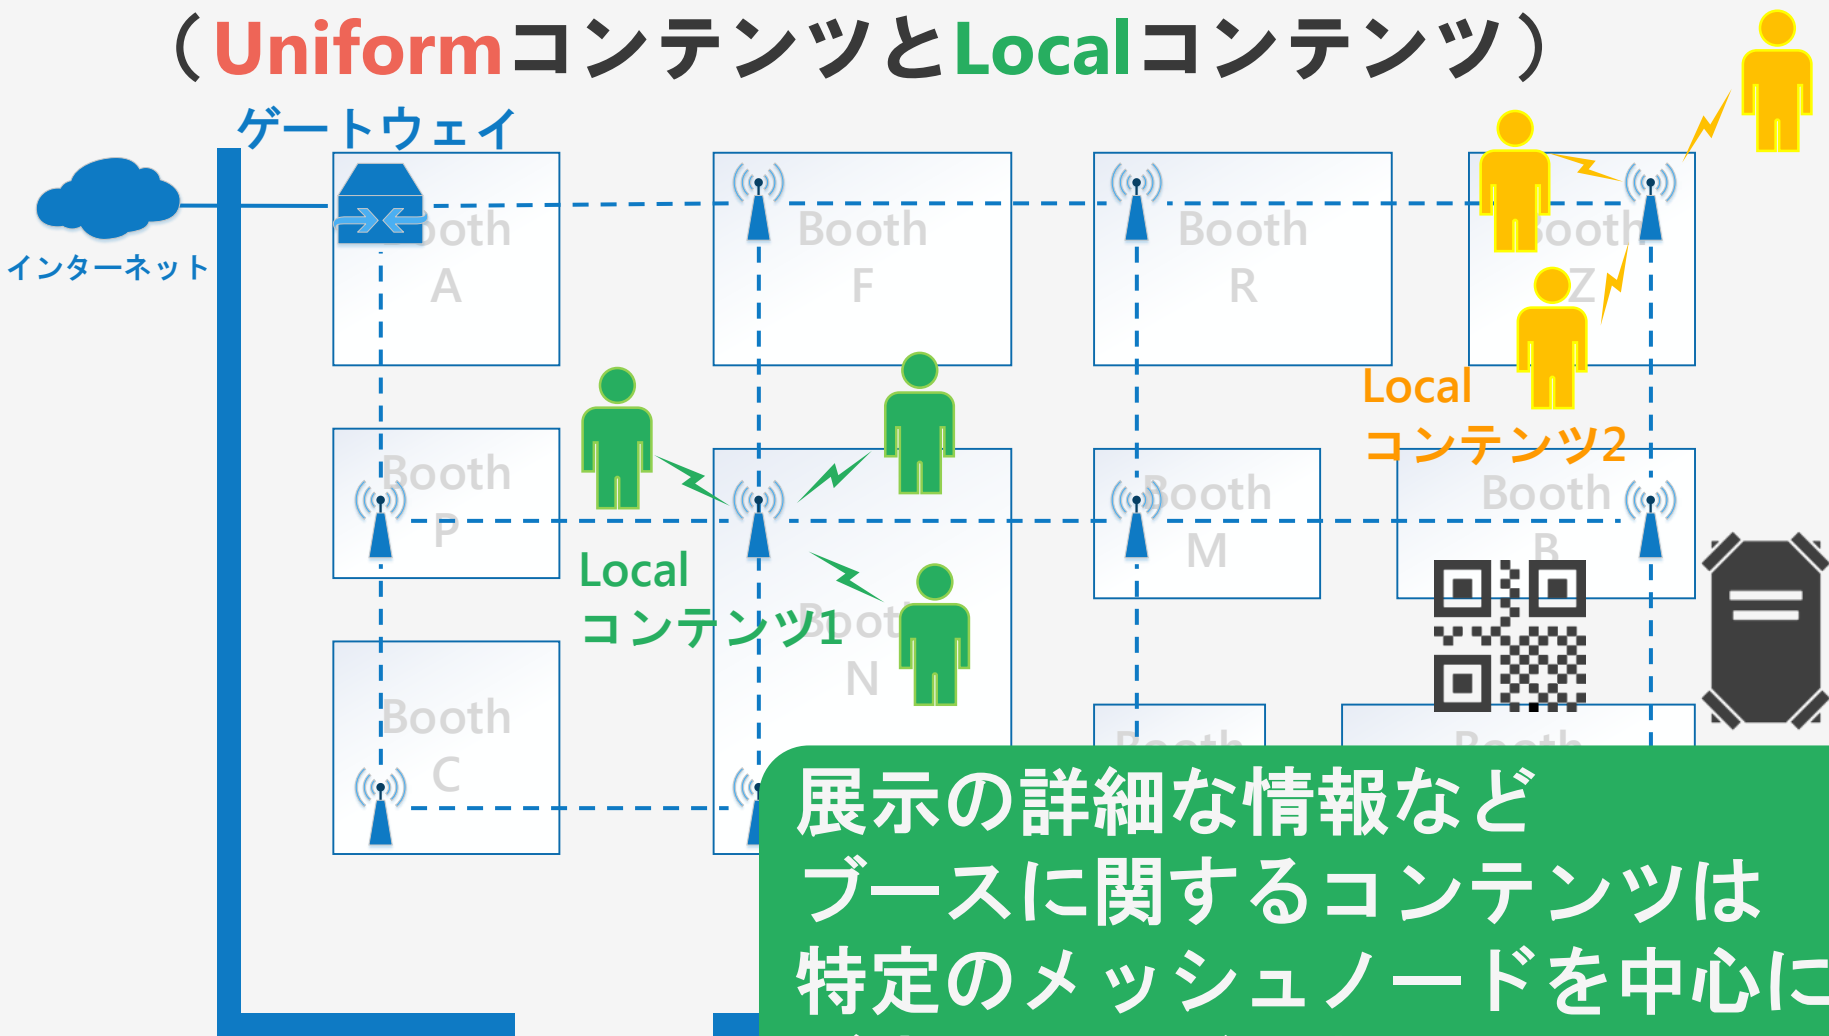 （UniformコンテンツとLocalコンテンツ）
ゲートウェイ
インターネット
Booth
A
Booth
F
Booth
R
Booth
Z
Local
コンテンツ2
Booth
P
Local
コンテンツ1
Booth
N
Booth
M
Booth
B
Booth
C
Booth
Booth
展示の詳細な情報など
ブースに関するコンテンツは
特定のメッシュノードを中心に